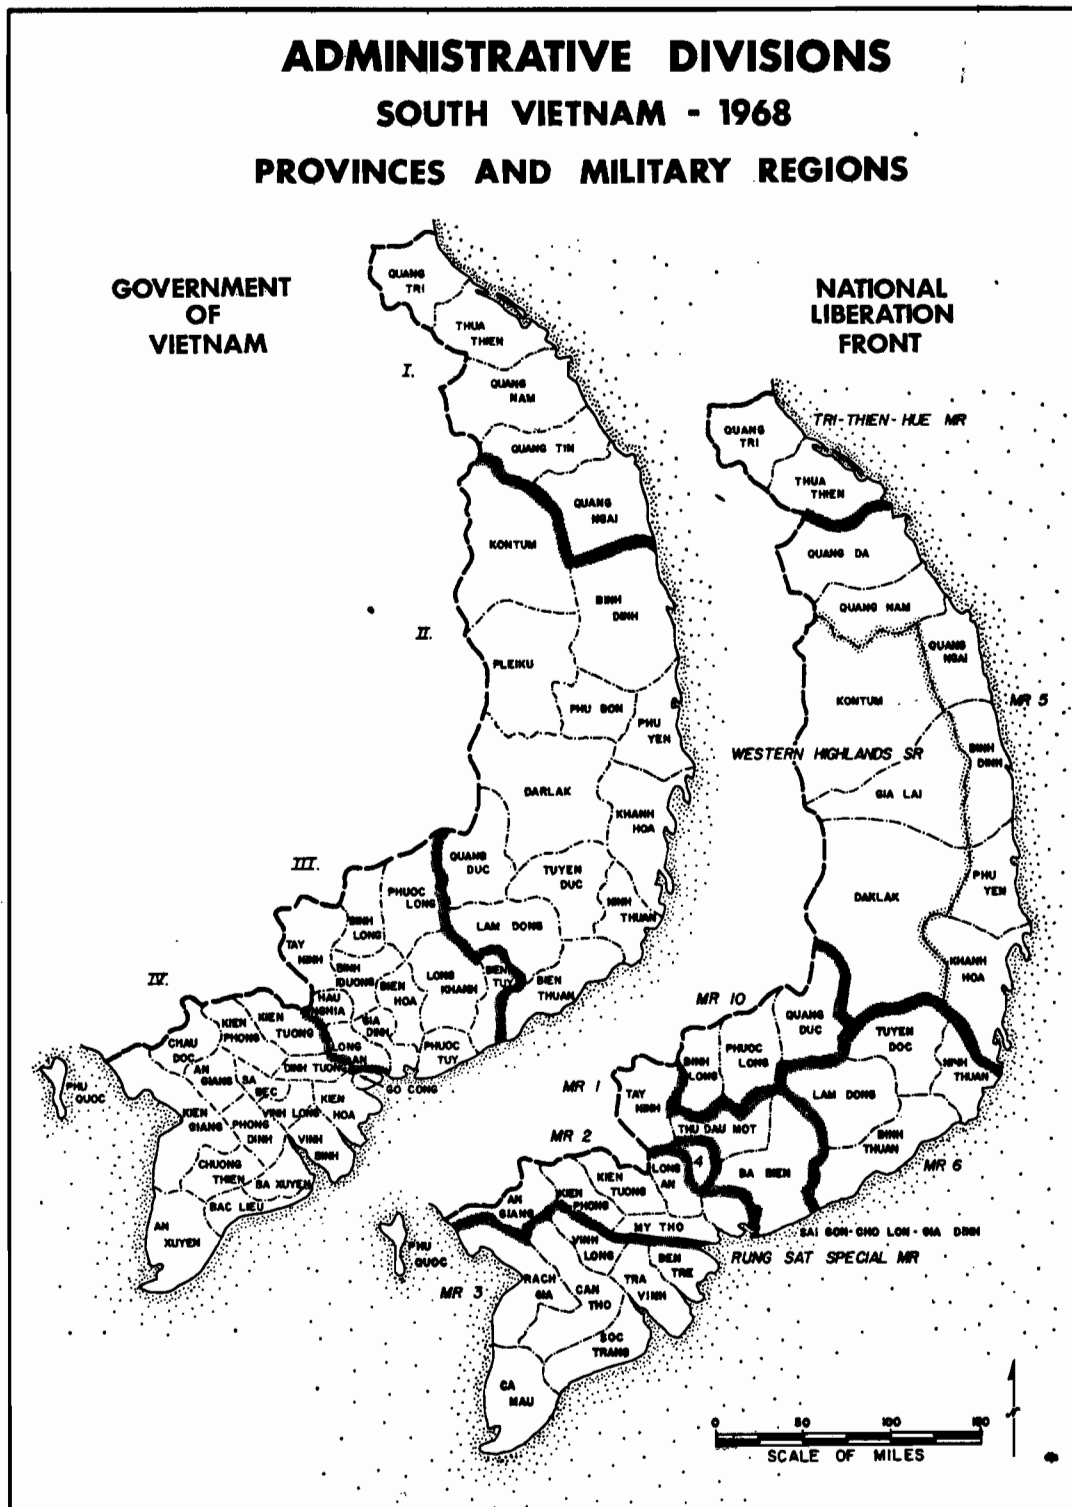 ADMINISTRATIVE DIVISIONS
SOUTH VIETNAM - 1968
PROVINCES AND MILITARY REGIONS
GOVERNMENT
OF
VIETNAM
NATIONAL
LIBERATION
FRONT
QUANG
TRI
THUA
THIEN
I.
QUANG
NAM
QUANG TIN
QUANG
NGAI
KONTUM
BINH
DINH
II.
PLEIKU
PHU BON
PHU
YEN
DARLAK
KHANH
HOA
QUANG
DUC
TUYEN
DUC
NINH
THUAN
LAM DONG
BIEN
THUAN
III.
PHUOC
LONG
BINH
LONG
TAY
NINH
BINH
DUONG
BIEN
HOA
LONG
KHANH
BIEN
TUY
HAU
NGHIA
GIA
DINH
LONG
AN
PHUOC
TUY
IV.
KIEN
PHONG
KIEN
TUONG
CHAU
DOC
AN
GIANG
SA
DEC
DINH TUONG
GO CONG
PHU
QUOC
KIEN
GIANG
PHONG
DINH
VINH LONG
KIEN
HOA
VINH
BINH
CHUONG
THIEN
BA XUYEN
BAC LIEU
AN
XUYEN
TRI-THIEN-HUE MR
QUANG
TRI
THUA
THIEN
QUANG DA
QUANG NAM
QUANG
NGAI
KONTUM
MR 5
WESTERN HIGHLANDS SR
BINH
DINH
GIA LAI
DAKLAK
PHU
YEN
KHANH
HOA
MR 10
QUANG
DUC
TUYEN
DOC
NINH
THUAN
BINH
LONG
PHUOC
LONG
LAM DONG
MR 1
TAY
NINH
THU DAU MOT
BINH
THUAN
MR 2
LONG
AN
4
BA BIEN
MR 6
KIEN
TUONG
AN
GIANG
KIEN
PHONG
MY THO
SAI GON-CHO LON-GIA DINH
RUNG SAT SPECIAL MR
PHU
QUOC
VINH
LONG
BEN
TRE
MR 3
RACH
GIA
CAN
THO
TRA
VINH
SOC
TRANG
CA
MAU
0 50 100 150
SCALE OF MILES